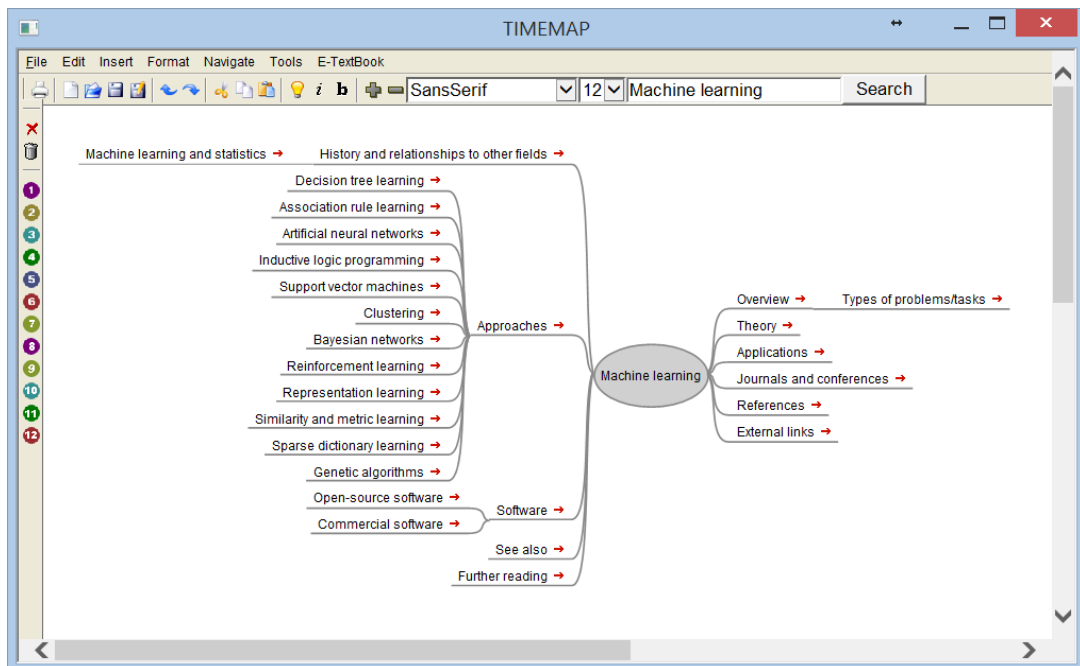 TIMEMAP
File Edit Insert Format Navigate Tools E-TextBook
i b SansSerif 12 Machine learning Search
1
2
3
4
5
6
7
8
9
10
11
12
Machine learning and statistics
History and relationships to other fields
Decision tree learning
Association rule learning
Artificial neural networks
Inductive logic programming
Support vector machines
Clustering
Bayesian networks
Reinforcement learning
Representation learning
Similarity and metric learning
Sparse dictionary learning
Genetic algorithms
Approaches
Open-source software
Commercial software
Software
See also
Further reading
Machine learning
Overview
Types of problems/tasks
Theory
Applications
Journals and conferences
References
External links